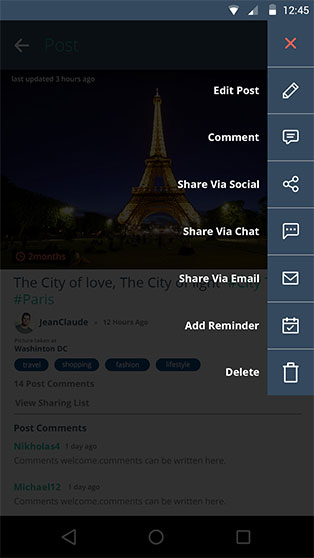 12:45
Post
last updated 3 hours ago
Edit Post
Comment
Share Via Social
Share Via Chat
2months
Share Via Email
The City of love, The City of light #City
#Paris
JeanClaude • 12 Hours Ago
Add Reminder
Picture taken at
Washinton DC
travel shopping fashion lifestyle
Delete
14 Post Comments
View Sharing List
Post Comments
Nikholas4 1 day ago
Comments welcome.comments can be written here.
Michael12 1 day ago
Comments welcome.comments can be written here.